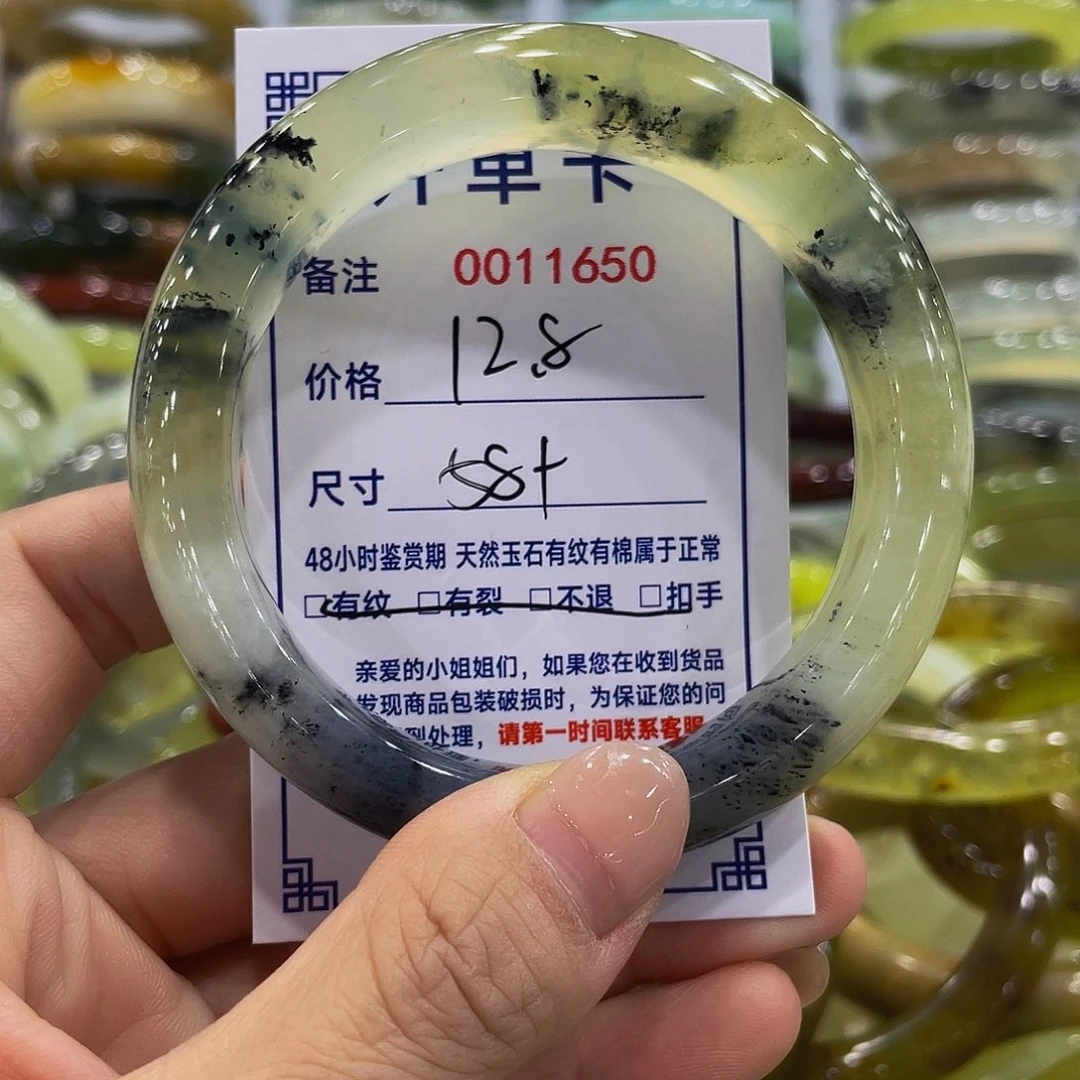 开单卡
备注 0011650
价格 12.8
尺寸 58+
48小时鉴赏期 天然玉石有纹有棉属于正常
□有纹 □有裂 □不退 □扣手
亲爱的小姐姐们，如果您在收到货品
发现商品包装破损时，为保证您的问
到处理，请第一时间联系客服